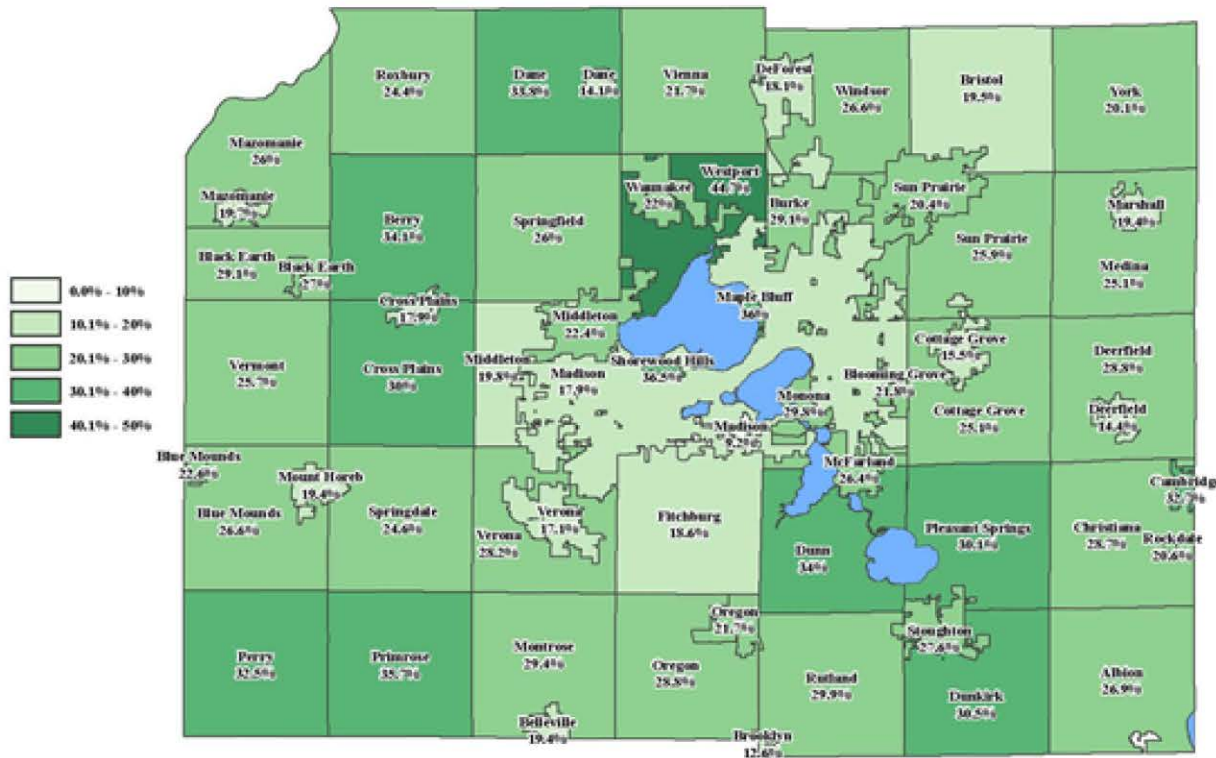 Roxbury
24.4%
Dane
33.8%
Dane
14.1%
Vienna
21.7%
DeForest
18.1%
Windsor
26.6%
Bristol
19.5%
York
20.1%
Mazomanie
26%
Mazomanie
19.7%
Berry
34.1%
Springfield
26%
Waunakee
22%
Westport
44.7%
Burke
29.1%
Sun Prairie
20.4%
Marshall
19.4%
Black Earth
29.1%
Black Earth
27%
Sun Prairie
25.9%
Medina
25.1%
0.0% - 10%
10.1% - 20%
20.1% - 30%
30.1% - 40%
40.1% - 50%
Cross Plains
17.9%
Middleton
22.4%
Maple Bluff
36%
Vermont
25.7%
Cross Plains
30%
Middleton
19.8%
Madison
17.9%
Shorewood Hills
36.5%
Cottage Grove
15.5%
Deerfield
28.8%
Blooming Grove
21.8%
Monona
29.8%
Cottage Grove
25.1%
Deerfield
14.4%
Madison
9.2%
Blue Mounds
22.6%
Mount Horeb
19.4%
McFarland
26.4%
Cambridg
32.7%
Blue Mounds
26.6%
Springdale
24.6%
Verona
17.1%
Verona
28.2%
Fitchburg
18.6%
Dunn
34%
Pleasant Springs
30.1%
Christiana
28.7%
Rockdale
20.6%
Oregon
21.7%
Stoughton
27.6%
Perry
32.5%
Primrose
35.7%
Montrose
29.4%
Oregon
28.8%
Rutland
29.9%
Dunkirk
30.5%
Albion
26.9%
Belleville
19.4%
Brooklyn
12.6%